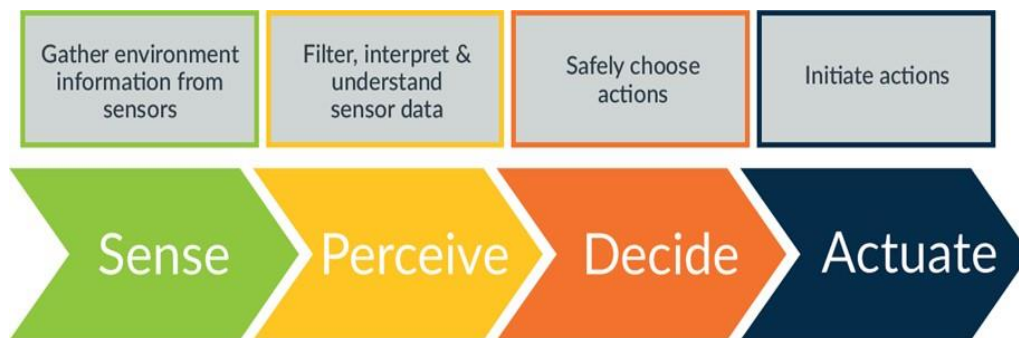 Gather environment
information from
sensors
Filter, interpret &
understand
sensor data
Safely choose
actions
Initiate actions
Sense
Perceive
Decide
Actuate